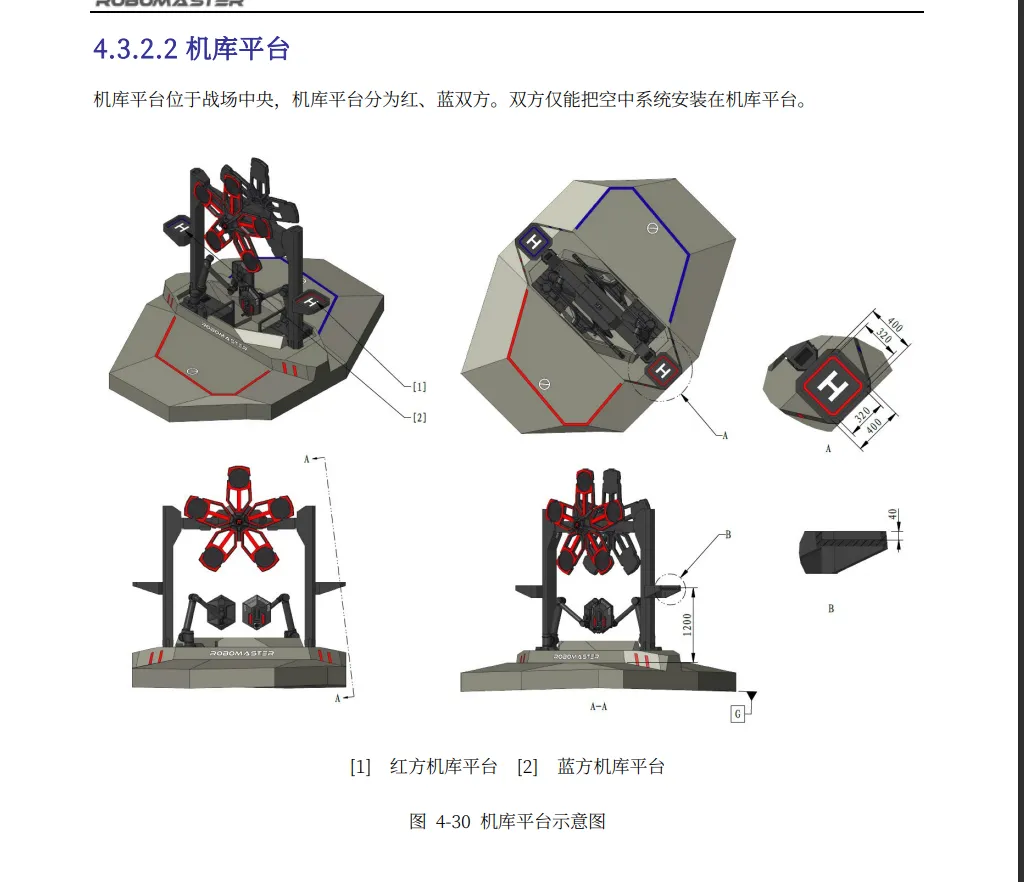 ROBOMASTER
4.3.2.2 机库平台
机库平台位于战场中央，机库平台分为红、蓝双方。双方仅能把空中系统安装在机库平台。
H
H
ROBOMASTER
[1]
[2]
H
H
A
400
320
H
320
400
A
A
ROBOMASTER
A
B
1200
ROBOMASTER
A-A
G
40
B
[1] 红方机库平台 [2] 蓝方机库平台
图 4-30 机库平台示意图